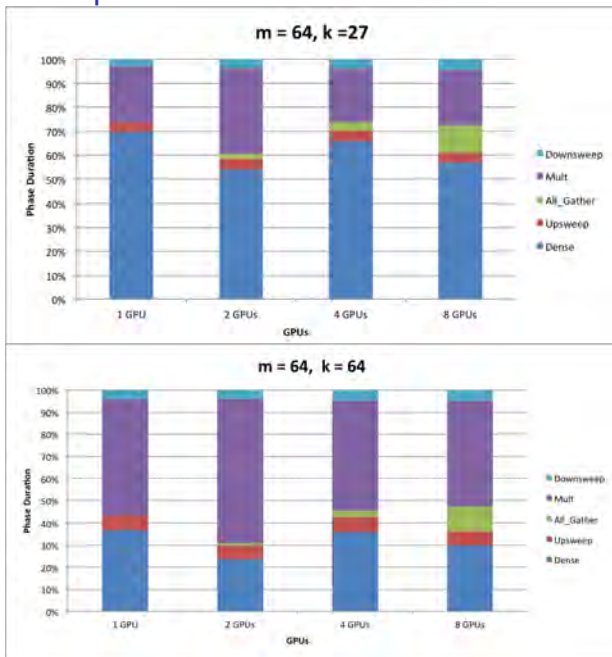 m = 64, k =27
100%
90%
80%
70%
60%
50%
40%
30%
20%
10%
0%
Phase Duration
1 GPU
2 GPUs
4 GPUs
8 GPUs
GPUs
Downsweep
Mult
All_Gather
Upsweep
Dense
m = 64, k = 64
100%
90%
80%
70%
60%
50%
40%
30%
20%
10%
0%
Phase Duration
1 GPU
2 GPUs
4 GPUs
8 GPUs
GPUs
Downsweep
Mult
All_Gather
Upsweep
Dense